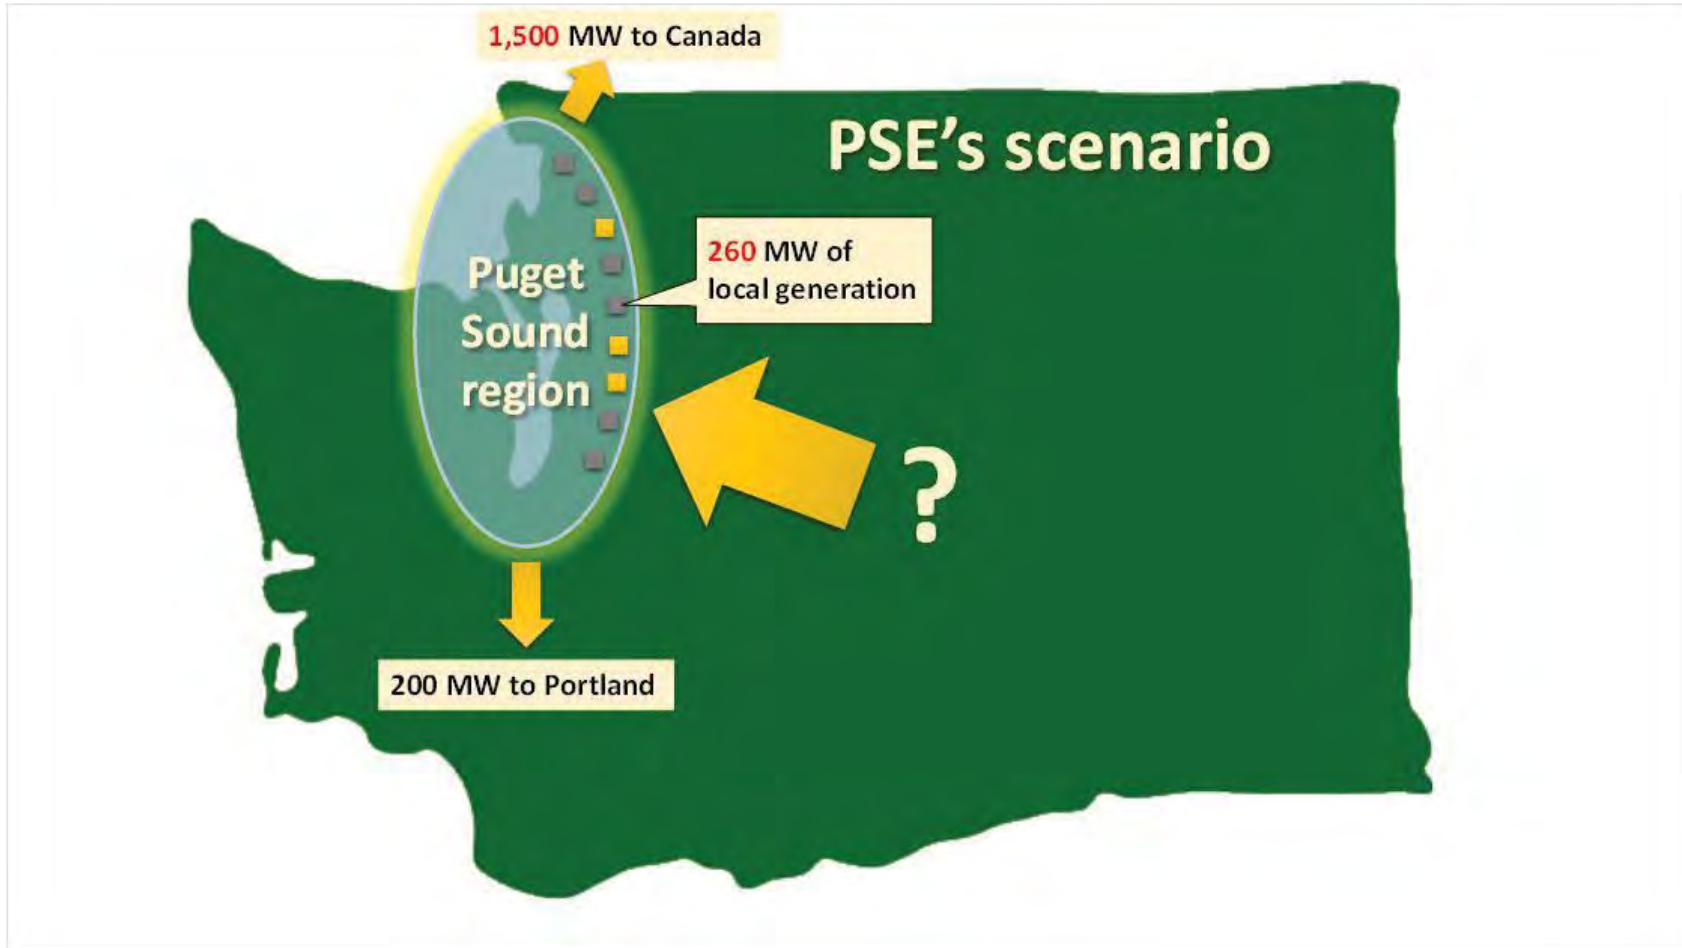 1,500 MW to Canada
PSE’s scenario
260 MW of
local generation
Puget
Sound
region
?
200 MW to Portland